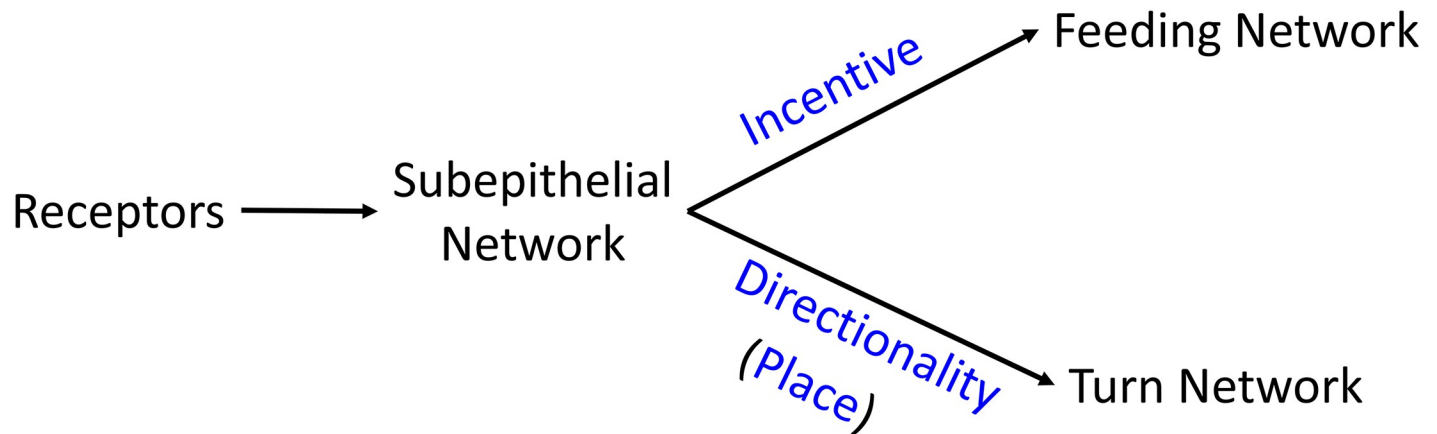 Receptors
Subepithelial
Network
Incentive
Feeding Network
Directionality
(Place)
Turn Network